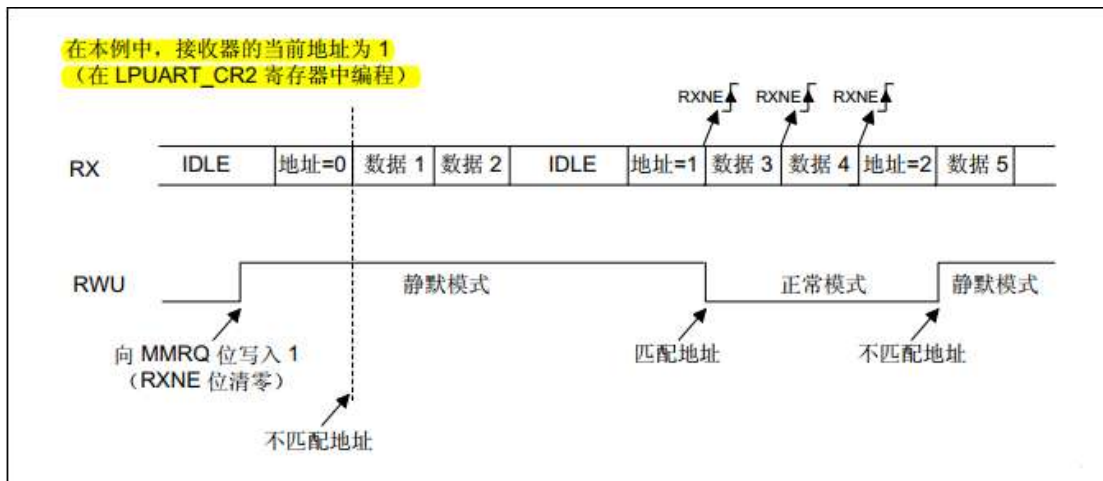 在本例中，接收器的当前地址为 1
（在 LPUART_CR2 寄存器中编程）
RXNE RXNE RXNE
RX IDLE 地址=0 数据 1 数据 2 IDLE 地址=1 数据 3 数据 4 地址=2 数据 5
RWU 静默模式 正常模式 静默模式
向 MMRQ 位写入 1 匹配地址 不匹配地址
（RXNE 位清零）
不匹配地址